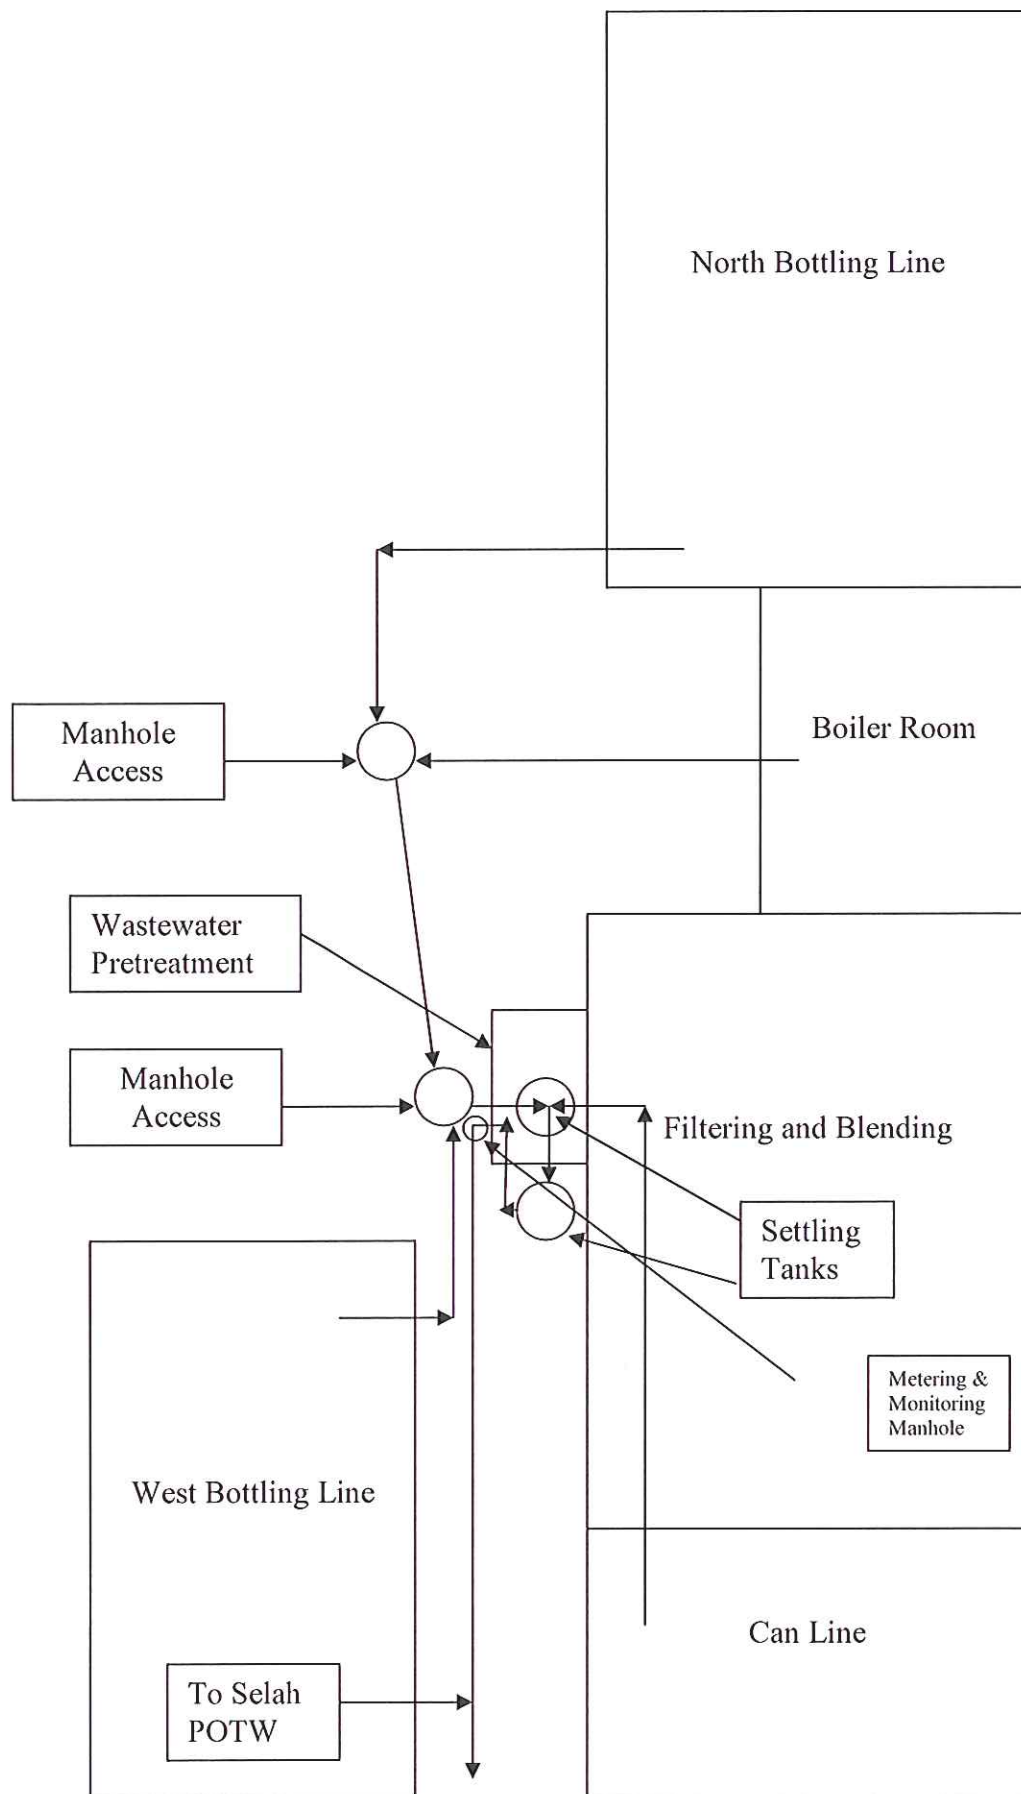 North Bottling Line
Manhole
Access
Boiler Room
Wastewater
Pretreatment
Manhole
Access
Filtering and Blending
Settling
Tanks
Metering &
Monitoring
Manhole
West Bottling Line
Can Line
To Selah
POTW